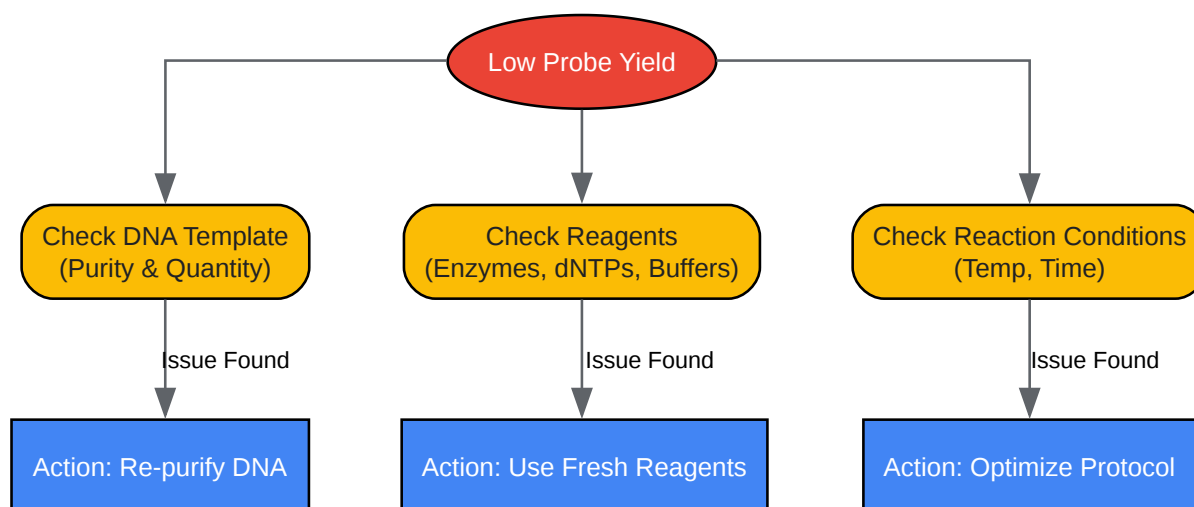 Low Probe Yield
Check DNA Template
(Purity & Quantity)
Check Reagents
(Enzymes, dNTPs, Buffers)
Check Reaction Conditions
(Temp, Time)
Issue Found
Issue Found
Issue Found
Action: Re-purify DNA
Action: Use Fresh Reagents
Action: Optimize Protocol